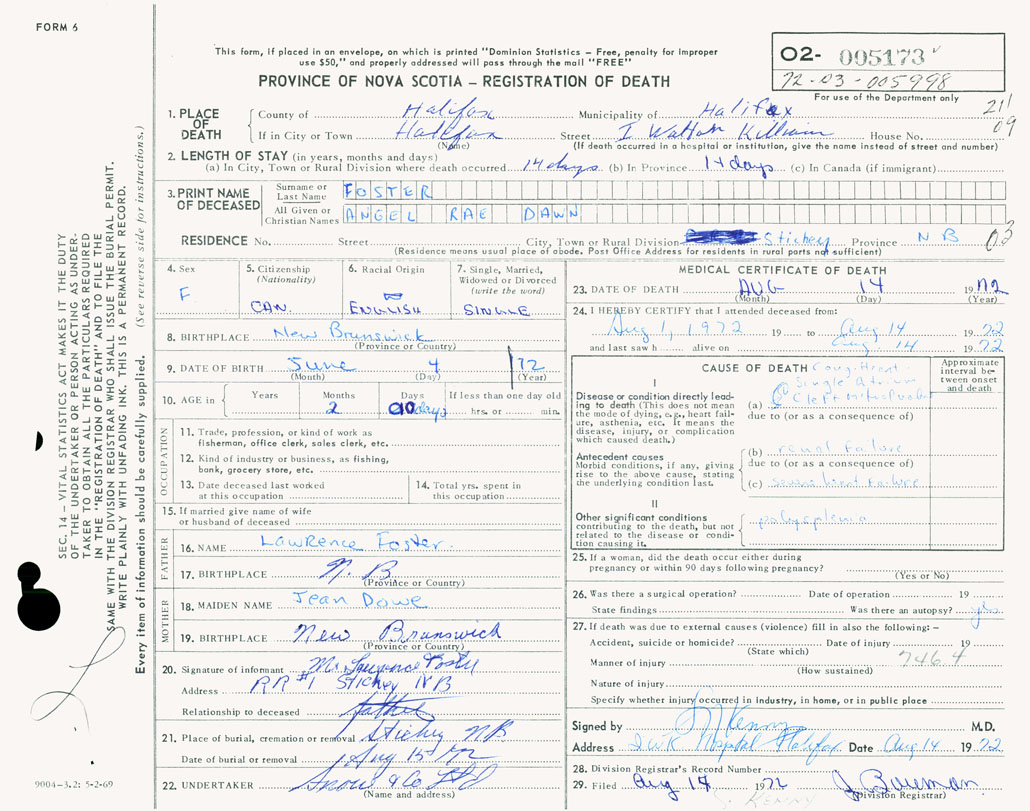 FORM 6
This form, if placed in an envelope, on which is printed "Dominion Statistics – Free, penalty for improper
use $50," and properly addressed will pass through the mail "FREE"
PROVINCE OF NOVA SCOTIA – REGISTRATION OF DEATH
O2- 005173
72-03-005998
For use of the Department only
211
09
1. PLACE OF DEATH
County of Halifax Municipality of Halifax
If in City or Town Halifax Street I Walton Killam House No.
(Name) (If death occurred in a hospital or institution, give the name instead of street and number)
2. LENGTH OF STAY (in years, months and days)
(a) In City, Town or Rural Division where death occurred 14 days (b) In Province 14 days (c) In Canada (if immigrant)
3. PRINT NAME OF DECEASED
Surname or Last Name FOSTER
All Given or Christian Names ANGEL RAE DAWN
RESIDENCE No. Street City, Town or Rural Division Stickey Province N B 03
(Residence means usual place of abode. Post Office Address for residents in rural parts not sufficient)
4. Sex F.
5. Citizenship (Nationality) CAN.
6. Racial Origin ENGLISH
7. Single, Married, Widowed or Divorced (write the word) SINGLE
8. BIRTHPLACE New Brunswick
(Province or Country)
9. DATE OF BIRTH June 4 1972
(Month) (Day) (Year)
10. AGE in Years Months 2 Days 10 days If less than one day old hrs. or min.
OCCUPATION
11. Trade, profession, or kind of work as
fisherman, office clerk, sales clerk, etc.
12. Kind of industry or business, as fishing,
bank, grocery store, etc.
13. Date deceased last worked
at this occupation
14. Total yrs. spent in
this occupation
15. If married give name of wife
or husband of deceased
FATHER
16. NAME Lawrence Foster.
17. BIRTHPLACE N. B.
(Province or Country)
MOTHER
18. MAIDEN NAME Jean Dowe
19. BIRTHPLACE New Brunswick
(Province or Country)
20. Signature of informant Mr Lawrence Foster
Address RR#1 Stickey NB
Relationship to deceased father
21. Place of burial, cremation or removal Stickey NB
Date of burial or removal Aug 15-72
22. UNDERTAKER Snow & Co Ltd
(Name and address)
MEDICAL CERTIFICATE OF DEATH
23. DATE OF DEATH AUG 14 1972
(Month) (Day) (Year)
24. I HEREBY CERTIFY that I attended deceased from:
Aug 1, 1972 19 to Aug 14 1972
and last saw h alive on Aug 14 1972
CAUSE OF DEATH
Approximate interval between onset and death
Cong. Heart
Single Atrium
I
Disease or condition directly leading to death (This does not mean the mode of dying, e.g., heart failure, asthenia, etc. It means the disease, injury, or complication which caused death.)
(a) Cleft mitral valve
due to (or as a consequence of)
Antecedent causes
Morbid conditions, if any, giving rise to the above cause, stating the underlying condition last.
(b) renal failure
due to (or as a consequence of)
(c) severe heart failure
II
Other significant conditions contributing to the death, but not related to the disease or condition causing it.
25. If a woman, did the death occur either during
pregnancy or within 90 days following pregnancy?
(Yes or No)
26. Was there a surgical operation? Date of operation 19
State findings Was there an autopsy? yes
27. If death was due to external causes (violence) fill in also the following:–
Accident, suicide or homicide? Date of injury 19
(State which)
746.4
Manner of injury
(How sustained)
Nature of injury
Specify whether injury occurred in industry, in home, or in public place
Signed by Kenny M.D.
Address I.W.K Hospital Halifax Date Aug 14 1972
28. Division Registrar's Record Number
29. Filed Aug 14 1972 J. Bauman
(Division Registrar)
S. KENNY
SEC. 14 – VITAL STATISTICS ACT MAKES IT THE DUTY
OF THE UNDERTAKER OR PERSON ACTING AS UNDER-
TAKER TO OBTAIN ALL THE PARTICULARS REQUIRED
IN THE "REGISTRATION OF DEATH" AND TO FILE THE
SAME WITH THE DIVISION REGISTRAR WHO SHALL ISSUE THE BURIAL PERMIT.
WRITE PLAINLY WITH UNFADING INK. THIS IS A PERMANENT RECORD.
Every item of information should be carefully supplied. (See reverse side for instructions.)
9004-3.2: 5-2-69